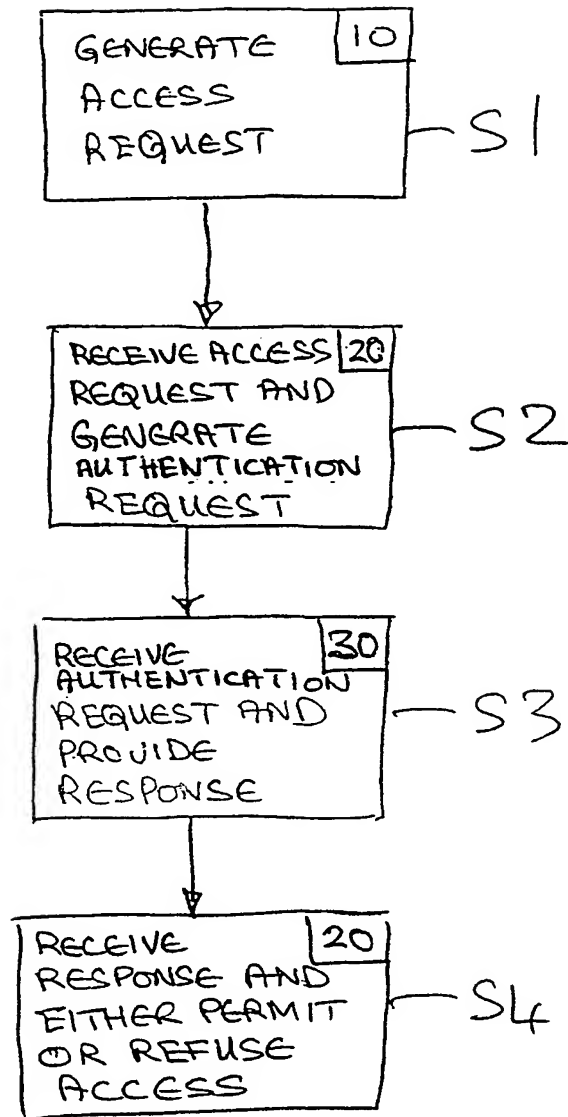 GENERATE 10
ACCESS
REQUEST
S1
RECEIVE ACCESS 20
REQUEST AND
GENERATE
AUTHENTICATION
REQUEST
S2
RECEIVE 30
AUTHENTICATION
REQUEST AND
PROVIDE
RESPONSE
S3
RECEIVE 20
RESPONSE AND
EITHER PERMIT
OR REFUSE
ACCESS
S4